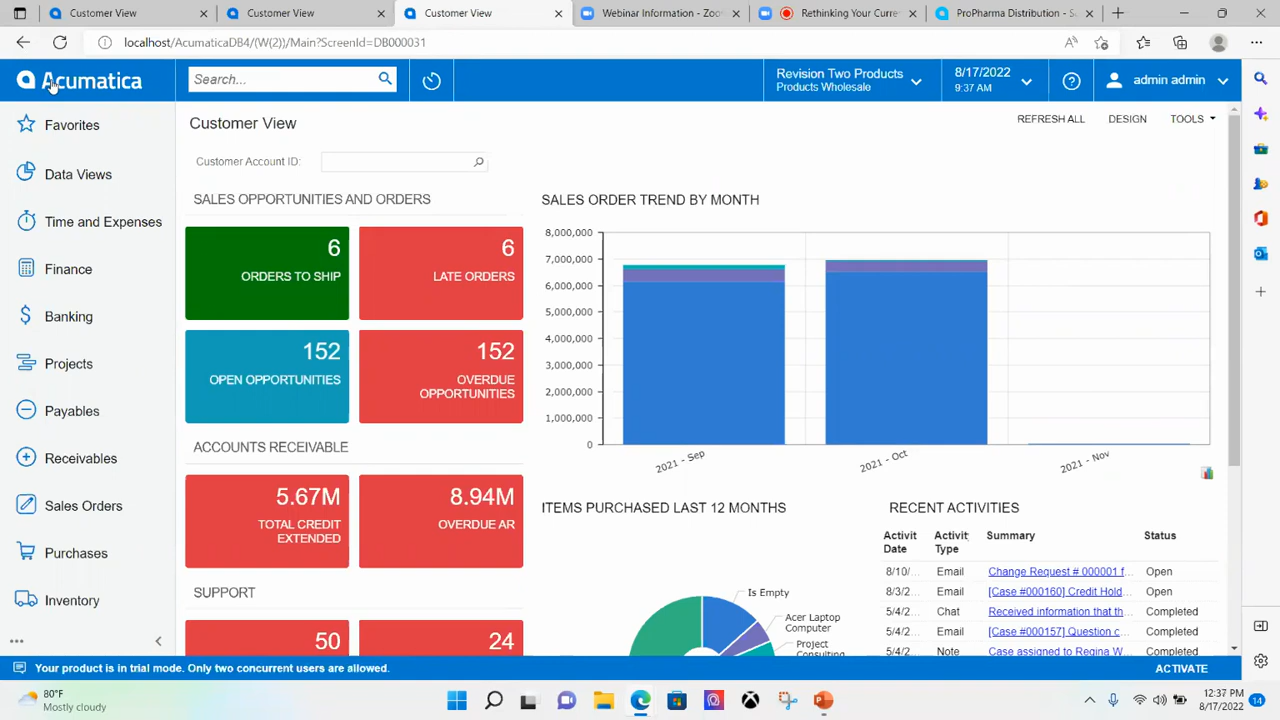 Customer View
Customer View
Customer View
Webinar Information - Zoo
Rethinking Your Curre
ProPharma Distribution - Su
localhost/AcumaticaDB4/(W(2))/Main?ScreenId=DB000031
Acumatica
Search...
Revision Two Products
Products Wholesale
8/17/2022
9:37 AM
admin admin
Favorites
Data Views
Time and Expenses
Finance
Banking
Projects
Payables
Receivables
Sales Orders
Purchases
Inventory
Customer View
REFRESH ALL
DESIGN
TOOLS
Customer Account ID:
SALES OPPORTUNITIES AND ORDERS
6
ORDERS TO SHIP
6
LATE ORDERS
152
OPEN OPPORTUNITIES
152
OVERDUE
OPPORTUNITIES
ACCOUNTS RECEIVABLE
5.67M
TOTAL CREDIT
EXTENDED
8.94M
OVERDUE AR
SUPPORT
50
24
SALES ORDER TREND BY MONTH
8,000,000
7,000,000
6,000,000
5,000,000
4,000,000
3,000,000
2,000,000
1,000,000
0
2021 - Sep
2021 - Oct
2021 - Nov
ITEMS PURCHASED LAST 12 MONTHS
Is Empty
Acer Laptop
Computer
Project
Consulting
RECENT ACTIVITIES
Activit
Date
Activit
Type
Summary
Status
8/10/... Email Change Request # 000001 f... Open
8/3/2... Email [Case #000160] Credit Hold... Open
5/4/2... Chat Received information that th... Completed
5/4/2... Email [Case #000157] Question c... Completed
5/4/2... Note Case assigned to Regina W... Completed
Your product is in trial mode. Only two concurrent users are allowed.
ACTIVATE
80°F
Mostly cloudy
12:37 PM
8/17/2022
14